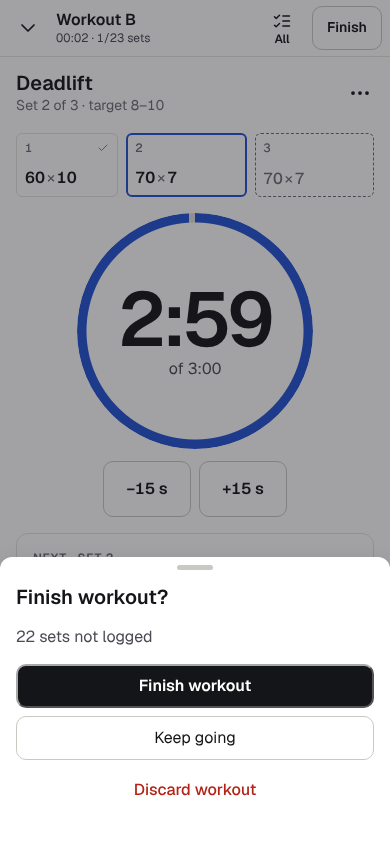 Workout B
00:02 · 1/23 sets
All
Finish
Deadlift
Set 2 of 3 · target 8–10
1
60×10
2
70×7
3
70×7
2:59
of 3:00
−15 s
+15 s
Finish workout?
22 sets not logged
Finish workout
Keep going
Discard workout